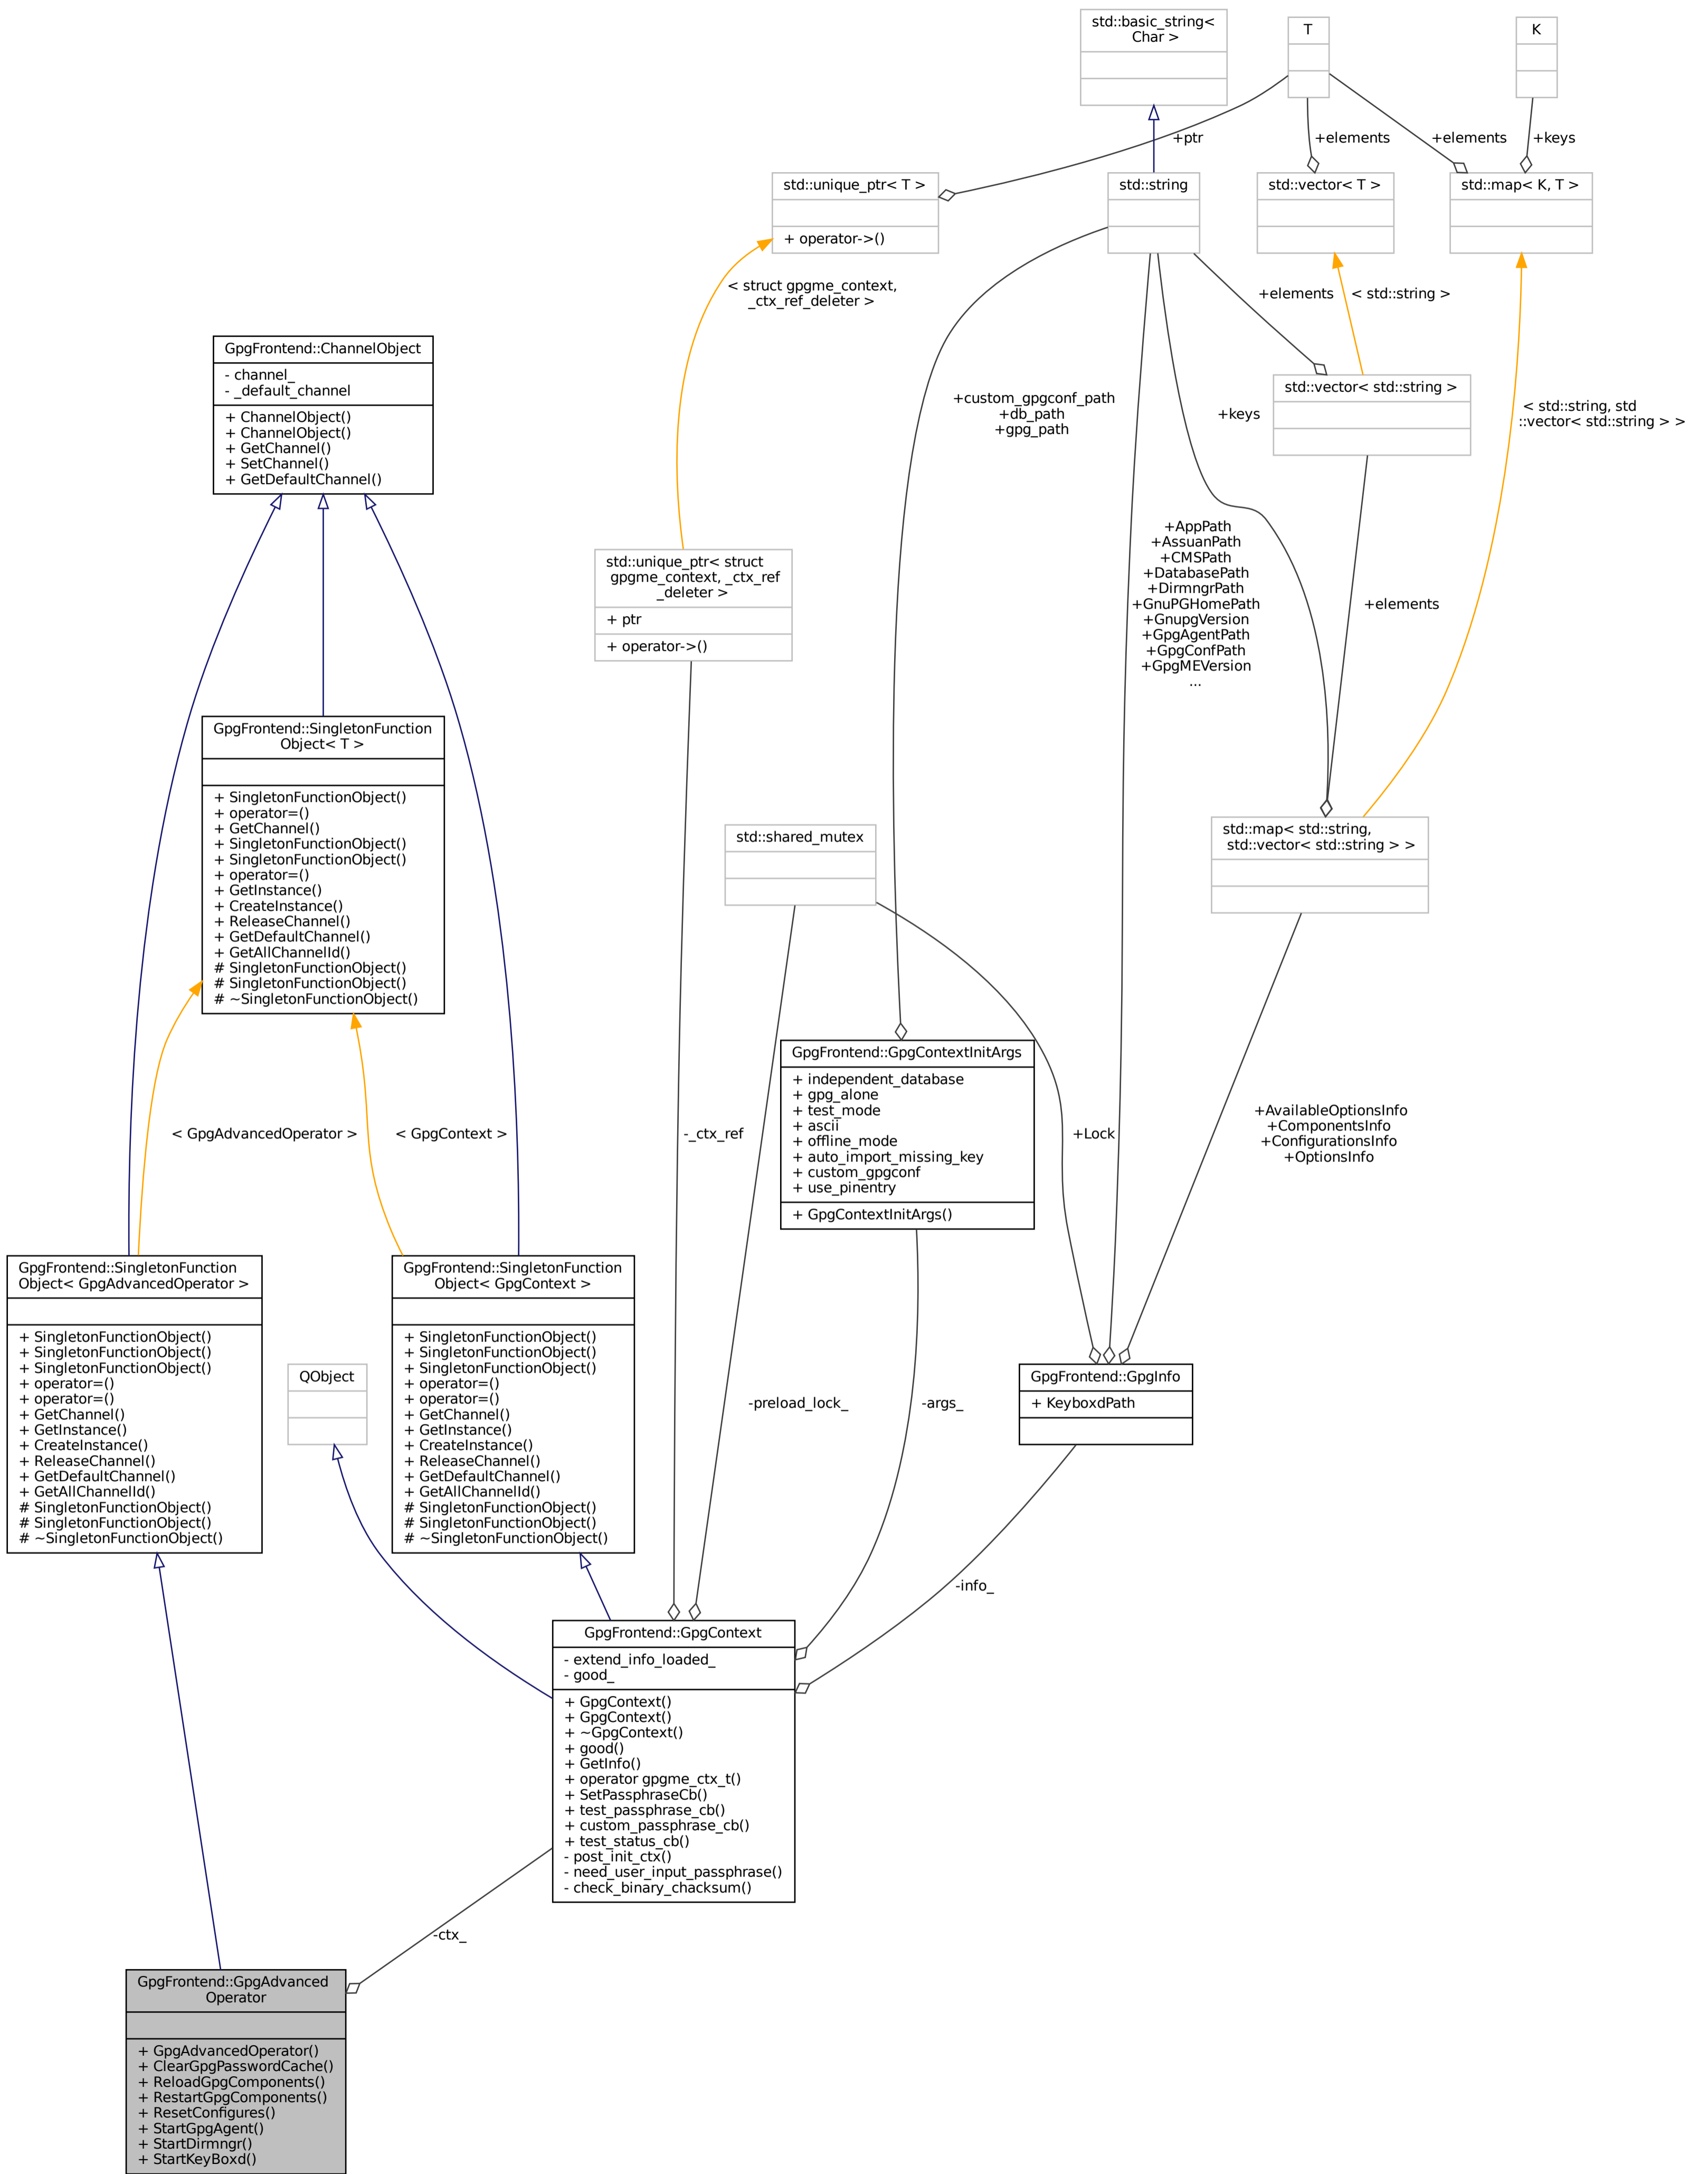 std::basic_string<
Char >
T
K
+ptr
+elements
+elements
+keys
std::unique_ptr< T >
+ operator->()
std::string
std::vector< T >
std::map< K, T >
< struct gpgme_context,
_ctx_ref_deleter >
+elements
< std::string >
GpgFrontend::ChannelObject
- channel_
- _default_channel
+ ChannelObject()
+ ChannelObject()
+ GetChannel()
+ SetChannel()
+ GetDefaultChannel()
+custom_gpgconf_path
+db_path
+gpg_path
+keys
std::vector< std::string >
< std::string, std
::vector< std::string > >
std::unique_ptr< struct
gpgme_context, _ctx_ref
_deleter >
+ ptr
+ operator->()
+AppPath
+AssuanPath
+CMSPath
+DatabasePath
+DirmngrPath
+GnuPGHomePath
+GnupgVersion
+GpgAgentPath
+GpgConfPath
+GpgMEVersion
...
+elements
GpgFrontend::SingletonFunction
Object< T >
+ SingletonFunctionObject()
+ operator=()
+ GetChannel()
+ SingletonFunctionObject()
+ SingletonFunctionObject()
+ operator=()
+ GetInstance()
+ CreateInstance()
+ ReleaseChannel()
+ GetDefaultChannel()
+ GetAllChannelId()
# SingletonFunctionObject()
# SingletonFunctionObject()
# ~SingletonFunctionObject()
std::shared_mutex
std::map< std::string,
std::vector< std::string > >
< GpgAdvancedOperator >
< GpgContext >
-_ctx_ref
GpgFrontend::GpgContextInitArgs
+ independent_database
+ gpg_alone
+ test_mode
+ ascii
+ offline_mode
+ auto_import_missing_key
+ custom_gpgconf
+ use_pinentry
+ GpgContextInitArgs()
+Lock
+AvailableOptionsInfo
+ComponentsInfo
+ConfigurationsInfo
+OptionsInfo
GpgFrontend::SingletonFunction
Object< GpgAdvancedOperator >
+ SingletonFunctionObject()
+ SingletonFunctionObject()
+ SingletonFunctionObject()
+ operator=()
+ operator=()
+ GetChannel()
+ GetInstance()
+ CreateInstance()
+ ReleaseChannel()
+ GetDefaultChannel()
+ GetAllChannelId()
# SingletonFunctionObject()
# SingletonFunctionObject()
# ~SingletonFunctionObject()
QObject
GpgFrontend::SingletonFunction
Object< GpgContext >
+ SingletonFunctionObject()
+ SingletonFunctionObject()
+ SingletonFunctionObject()
+ operator=()
+ operator=()
+ GetChannel()
+ GetInstance()
+ CreateInstance()
+ ReleaseChannel()
+ GetDefaultChannel()
+ GetAllChannelId()
# SingletonFunctionObject()
# SingletonFunctionObject()
# ~SingletonFunctionObject()
-preload_lock_
-args_
GpgFrontend::GpgInfo
+ KeyboxdPath
-info_
GpgFrontend::GpgContext
- extend_info_loaded_
- good_
+ GpgContext()
+ GpgContext()
+ ~GpgContext()
+ good()
+ GetInfo()
+ operator gpgme_ctx_t()
+ SetPassphraseCb()
+ test_passphrase_cb()
+ custom_passphrase_cb()
+ test_status_cb()
- post_init_ctx()
- need_user_input_passphrase()
- check_binary_chacksum()
-ctx_
GpgFrontend::GpgAdvanced
Operator
+ GpgAdvancedOperator()
+ ClearGpgPasswordCache()
+ ReloadGpgComponents()
+ RestartGpgComponents()
+ ResetConfigures()
+ StartGpgAgent()
+ StartDirmngr()
+ StartKeyBoxd()